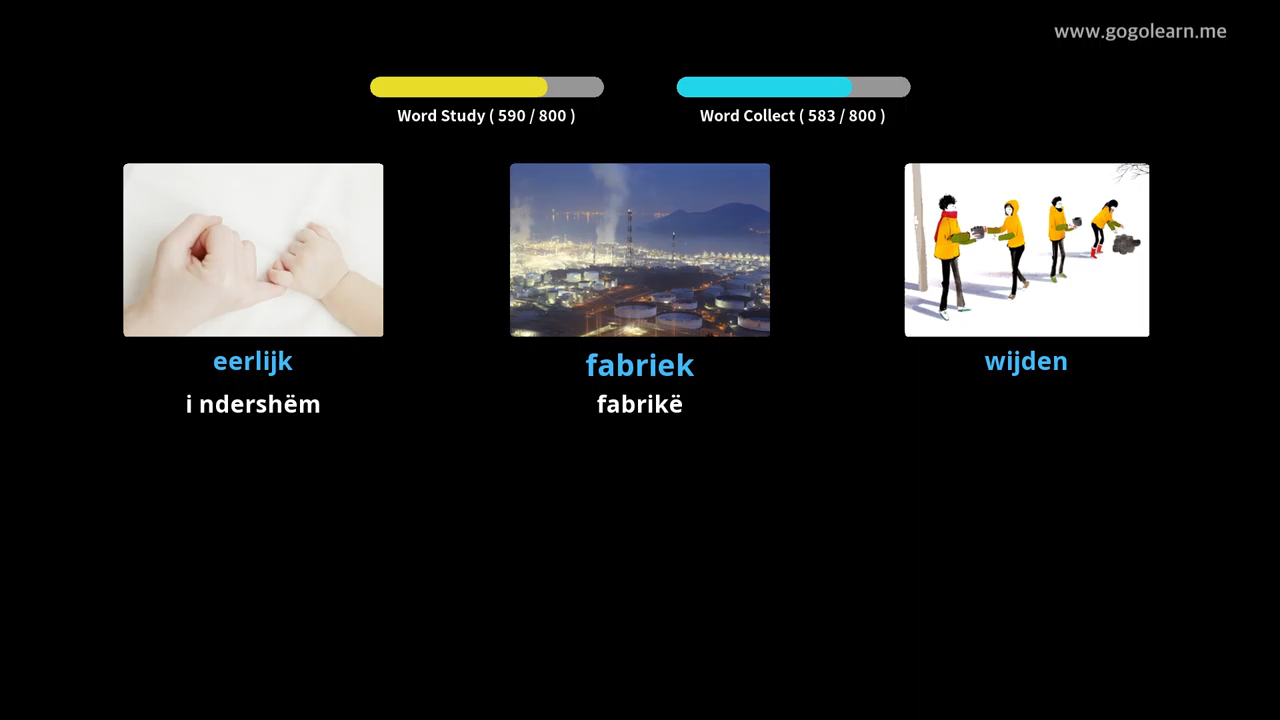 www.gogolearn.me
Word Study ( 590 / 800 )
Word Collect ( 583 / 800 )
eerlijk
fabriek
wijden
i ndershëm
fabrikë